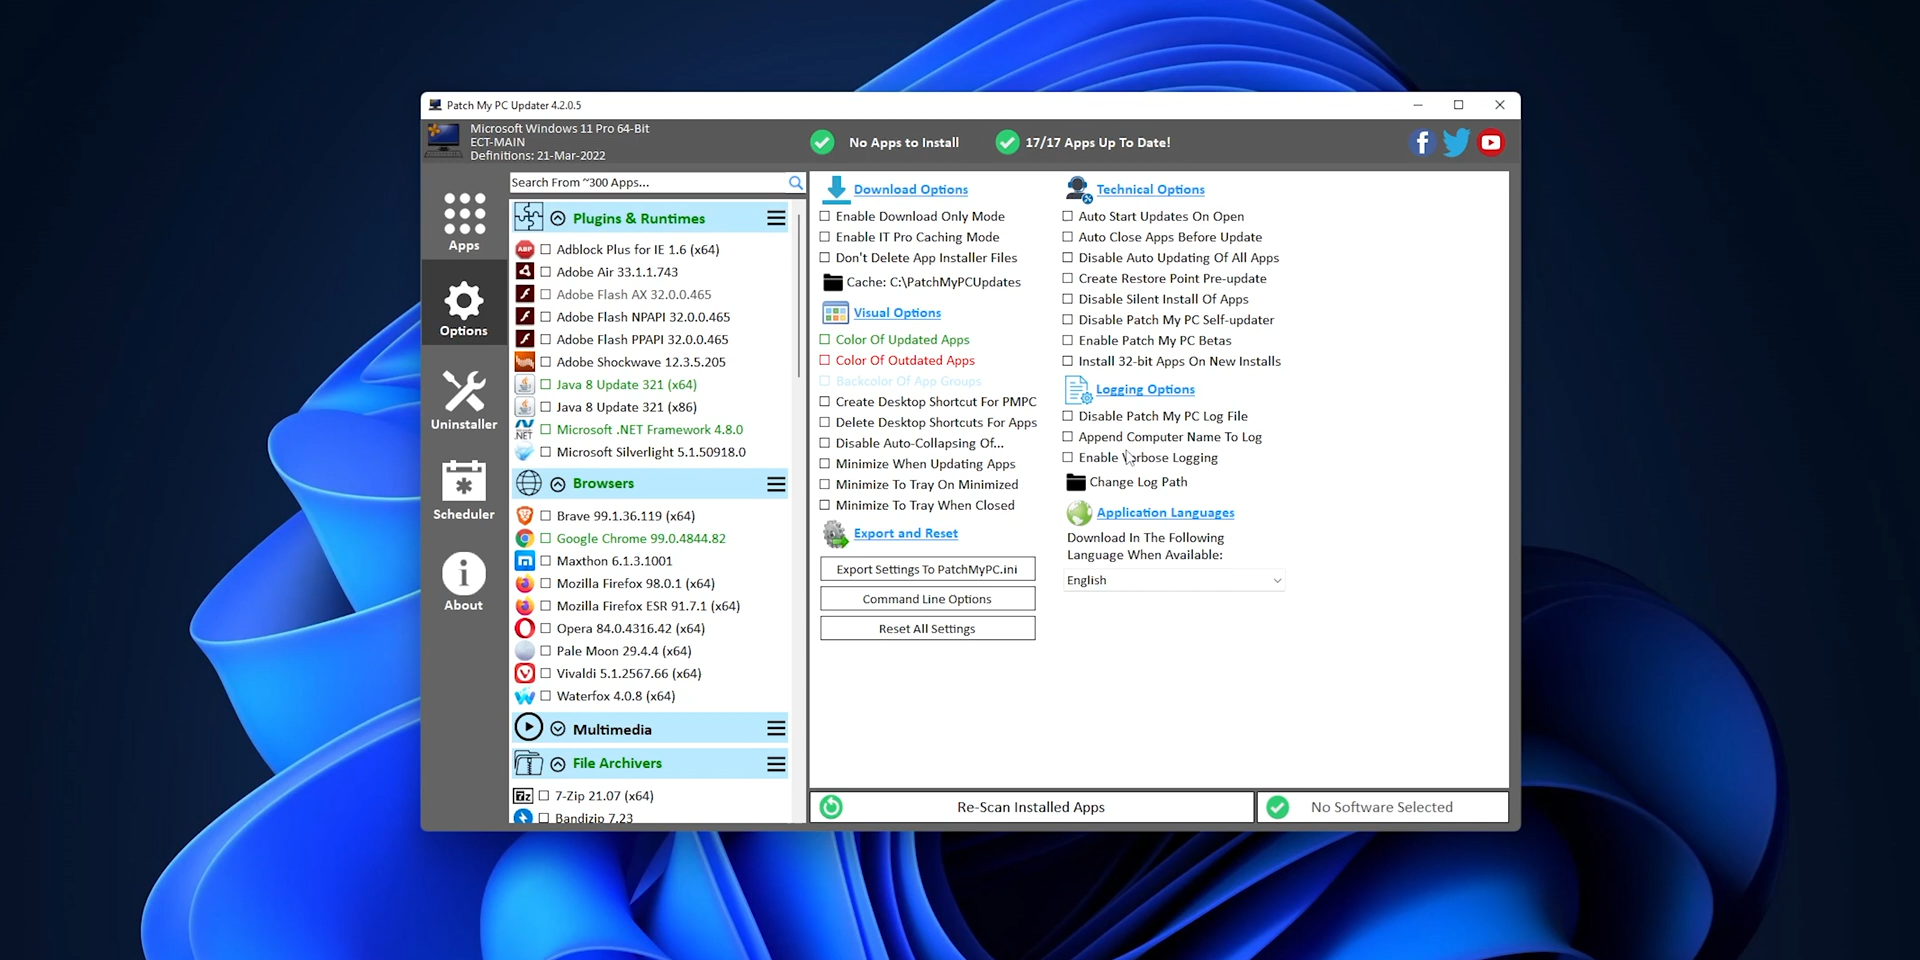 Patch My PC Updater 4.2.0.5
Microsoft Windows 11 Pro 64-Bit
ECT-MAIN
Definitions: 21-Mar-2022
No Apps to Install
17/17 Apps Up To Date!
Apps
Options
Uninstaller
Scheduler
About
Search From ~300 Apps...
Plugins & Runtimes
ABP
Adblock Plus for IE 1.6 (x64)
Adobe Air 33.1.1.743
Adobe Flash AX 32.0.0.465
Adobe Flash NPAPI 32.0.0.465
Adobe Flash PPAPI 32.0.0.465
Adobe Shockwave 12.3.5.205
Java 8 Update 321 (x64)
Java 8 Update 321 (x86)
.NET
Microsoft .NET Framework 4.8.0
Microsoft Silverlight 5.1.50918.0
Browsers
Brave 99.1.36.119 (x64)
Google Chrome 99.0.4844.82
Maxthon 6.1.3.1001
Mozilla Firefox 98.0.1 (x64)
Mozilla Firefox ESR 91.7.1 (x64)
Opera 84.0.4316.42 (x64)
Pale Moon 29.4.4 (x64)
Vivaldi 5.1.2567.66 (x64)
Waterfox 4.0.8 (x64)
Multimedia
File Archivers
7z
7-Zip 21.07 (x64)
Bandizip 7.23
Download Options
Enable Download Only Mode
Enable IT Pro Caching Mode
Don't Delete App Installer Files
Cache: C:\PatchMyPCUpdates
Visual Options
Color Of Updated Apps
Color Of Outdated Apps
Backcolor Of App Groups
Create Desktop Shortcut For PMPC
Delete Desktop Shortcuts For Apps
Disable Auto-Collapsing Of...
Minimize When Updating Apps
Minimize To Tray On Minimized
Minimize To Tray When Closed
Export and Reset
Export Settings To PatchMyPC.ini
Command Line Options
Reset All Settings
Technical Options
Auto Start Updates On Open
Auto Close Apps Before Update
Disable Auto Updating Of All Apps
Create Restore Point Pre-update
Disable Silent Install Of Apps
Disable Patch My PC Self-updater
Enable Patch My PC Betas
Install 32-bit Apps On New Installs
Logging Options
Disable Patch My PC Log File
Append Computer Name To Log
Enable Verbose Logging
Change Log Path
Application Languages
Download In The Following
Language When Available:
English
Re-Scan Installed Apps
No Software Selected